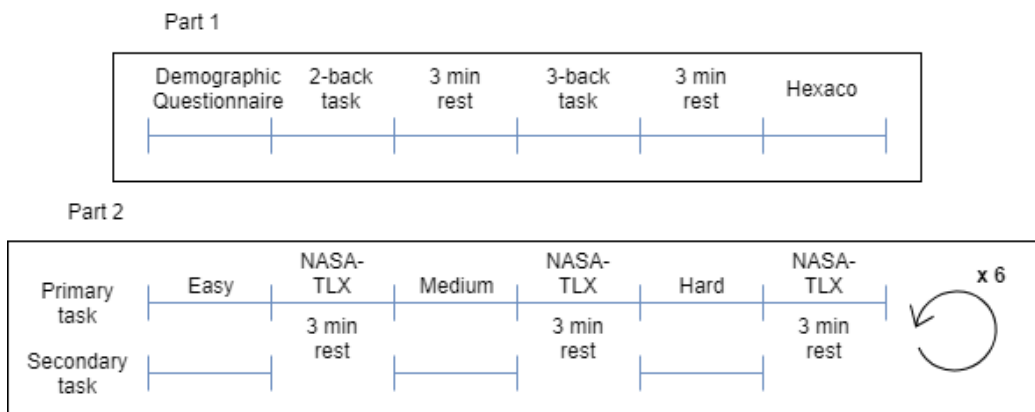 Part 1
Demographic
Questionnaire
2-back
task
3 min
rest
3-back
task
3 min
rest
Hexaco
Part 2
Primary
task
Easy
NASA-
TLX
Medium
NASA-
TLX
Hard
NASA-
TLX
x 6
3 min
rest
3 min
rest
3 min
rest
Secondary
task